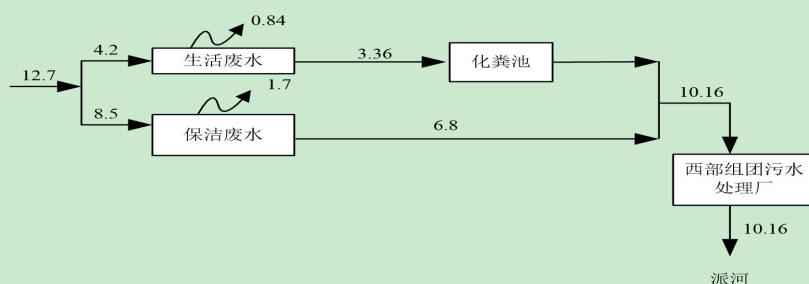 0.84
4.2
生活废水
3.36
化粪池
12.7
1.7
10.16
8.5
保洁废水
6.8
西部组团污水
处理厂
10.16
派河